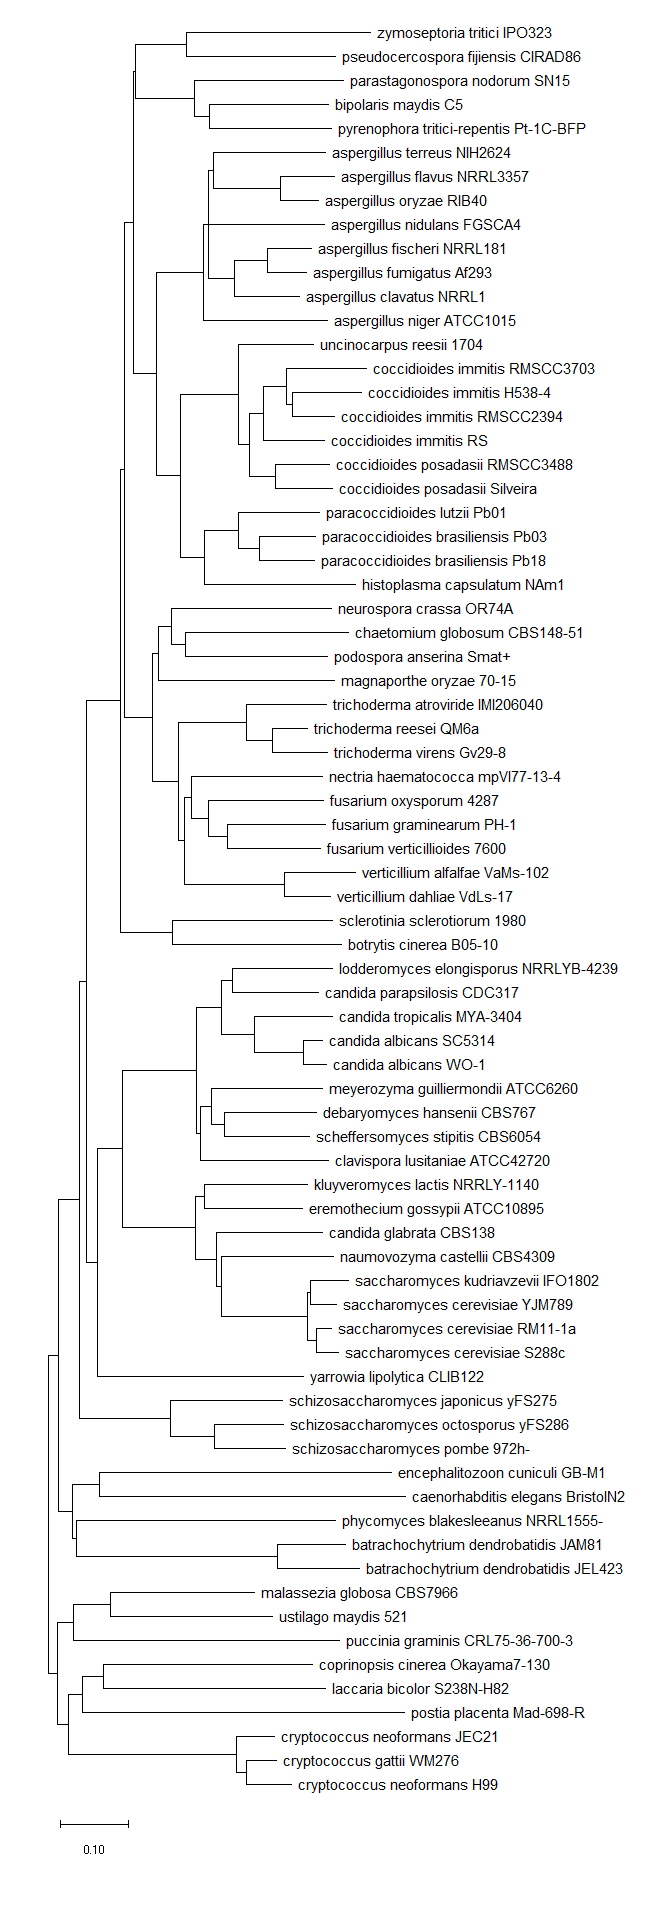 zymoseptoria tritici IPO323
pseudocercospora fijiensis CIRAD86
parastagonospora nodorum SN15
bipolaris maydis C5
pyrenophora tritici-repentis Pt-1C-BFP
aspergillus terreus NIH2624
aspergillus flavus NRRL3357
aspergillus oryzae RIB40
aspergillus nidulans FGSCA4
aspergillus fischeri NRRL181
aspergillus fumigatus Af293
aspergillus clavatus NRRL1
aspergillus niger ATCC1015
uncinocarpus reesii 1704
coccidioides immitis RMSCC3703
coccidioides immitis H538-4
coccidioides immitis RMSCC2394
coccidioides immitis RS
coccidioides posadasii RMSCC3488
coccidioides posadasii Silveira
paracoccidioides lutzii Pb01
paracoccidioides brasiliensis Pb03
paracoccidioides brasiliensis Pb18
histoplasma capsulatum NAm1
neurospora crassa OR74A
chaetomium globosum CBS148-51
podospora anserina Smat+
magnaporthe oryzae 70-15
trichoderma atroviride IMI206040
trichoderma reesei QM6a
trichoderma virens Gv29-8
nectria haematococca mpVI77-13-4
fusarium oxysporum 4287
fusarium graminearum PH-1
fusarium verticillioides 7600
verticillium alfalfae VaMs-102
verticillium dahliae VdLs-17
sclerotinia sclerotiorum 1980
botrytis cinerea B05-10
lodderomyces elongisporus NRRLYB-4239
candida parapsilosis CDC317
candida tropicalis MYA-3404
candida albicans SC5314
candida albicans WO-1
meyerozyma guilliermondii ATCC6260
debaryomyces hansenii CBS767
scheffersomyces stipitis CBS6054
clavispora lusitaniae ATCC42720
kluyveromyces lactis NRRLY-1140
eremothecium gossypii ATCC10895
candida glabrata CBS138
naumovozyma castellii CBS4309
saccharomyces kudriavzevii IFO1802
saccharomyces cerevisiae YJM789
saccharomyces cerevisiae RM11-1a
saccharomyces cerevisiae S288c
yarrowia lipolytica CLIB122
schizosaccharomyces japonicus yFS275
schizosaccharomyces octosporus yFS286
schizosaccharomyces pombe 972h-
encephalitozoon cuniculi GB-M1
caenorhabditis elegans BristolN2
phycomyces blakesleeanus NRRL1555-
batrachochytrium dendrobatidis JAM81
batrachochytrium dendrobatidis JEL423
malassezia globosa CBS7966
ustilago maydis 521
puccinia graminis CRL75-36-700-3
coprinopsis cinerea Okayama7-130
laccaria bicolor S238N-H82
postia placenta Mad-698-R
cryptococcus neoformans JEC21
cryptococcus gattii WM276
cryptococcus neoformans H99
0.10